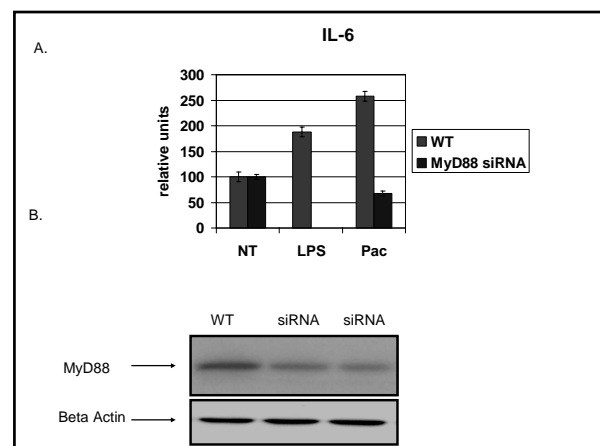 A.
IL-6
relative units
300
250
200
150
100
50
0
NT LPS Pac
WT
MyD88 siRNA
B.
WT siRNA siRNA
MyD88
Beta Actin